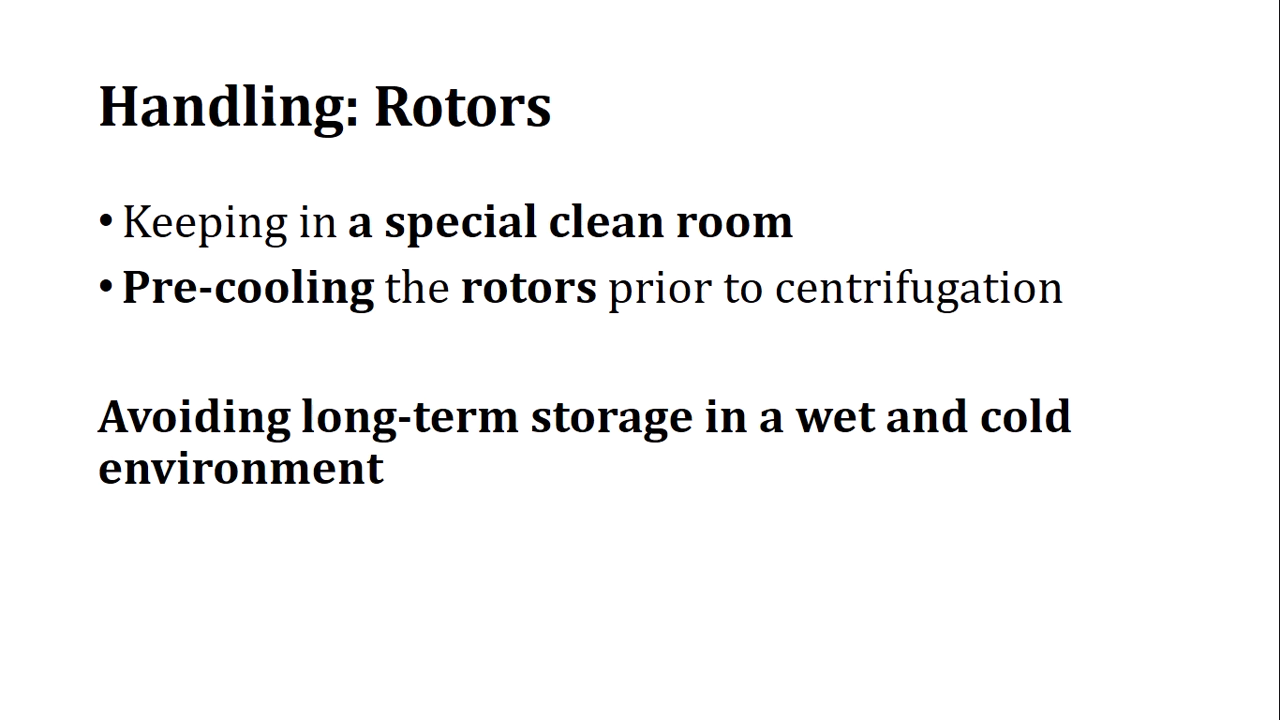 Handling: Rotors
• Keeping in a special clean room
• Pre-cooling the rotors prior to centrifugation
Avoiding long-term storage in a wet and cold
environment